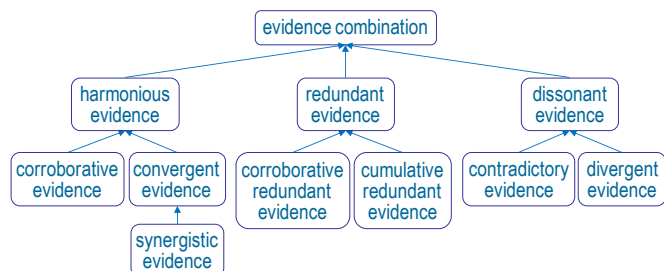 evidence combination
harmonious
evidence
redundant
evidence
dissonant
evidence
corroborative
evidence
convergent
evidence
corroborative
redundant
evidence
cumulative
redundant
evidence
contradictory
evidence
divergent
evidence
synergistic
evidence